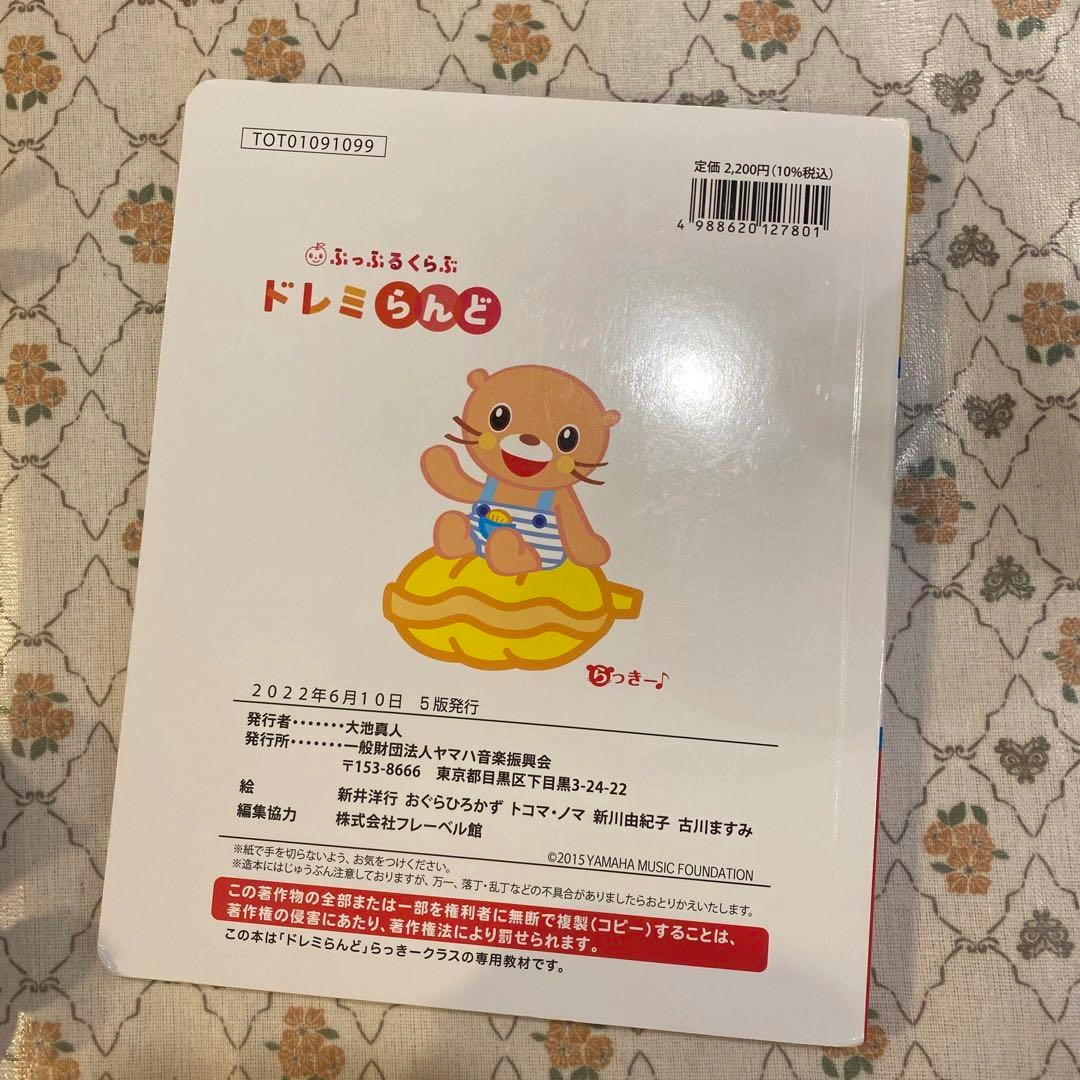 TOT01091099
定価 2,200円(10%税込)
4 988620 127801
ぷっぷるくらぶ
ドレミらんど
らっきー♪
2022年6月10日 5版発行
発行者・・・・・・・大池真人
発行所・・・・・・・一般財団法人ヤマハ音楽振興会
〒153-8666 東京都目黒区下目黒3-24-22
絵 新井洋行 おぐらひろかず トコマ・ノマ 新川由紀子 古川ますみ
編集協力 株式会社フレーベル館
©2015 YAMAHA MUSIC FOUNDATION
※紙で手を切らないよう、お気をつけください。
※造本にはじゅうぶん注意しておりますが、万一、落丁・乱丁などの不具合がありましたらおとりかえいたします。
この著作物の全部または一部を権利者に無断で複製(コピー)することは、
著作権の侵害にあたり、著作権法により罰せられます。
この本は「ドレミらんど」らっきークラスの専用教材です。